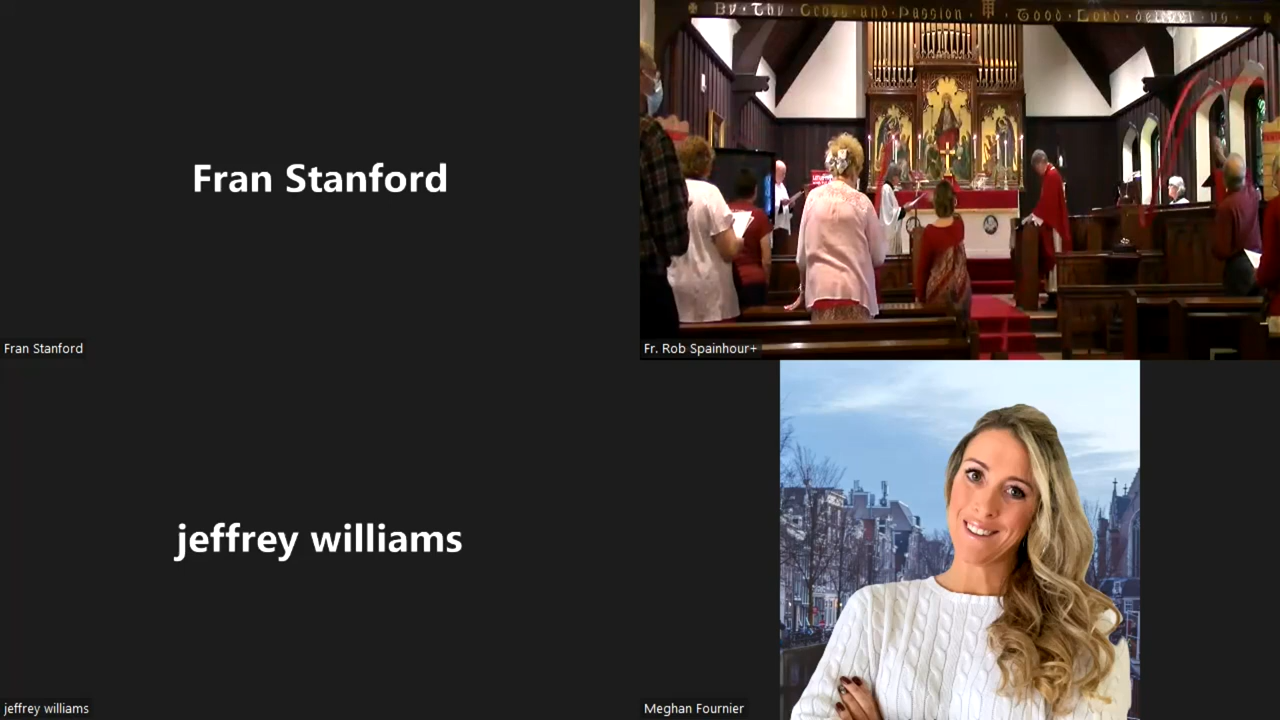 Fran Stanford
Fran Stanford
By · Thy · Cross · and · Passion · Good · Lord · deliver · us ·
Fr. Rob Spainhour+
jeffrey williams
jeffrey williams
Meghan Fournier